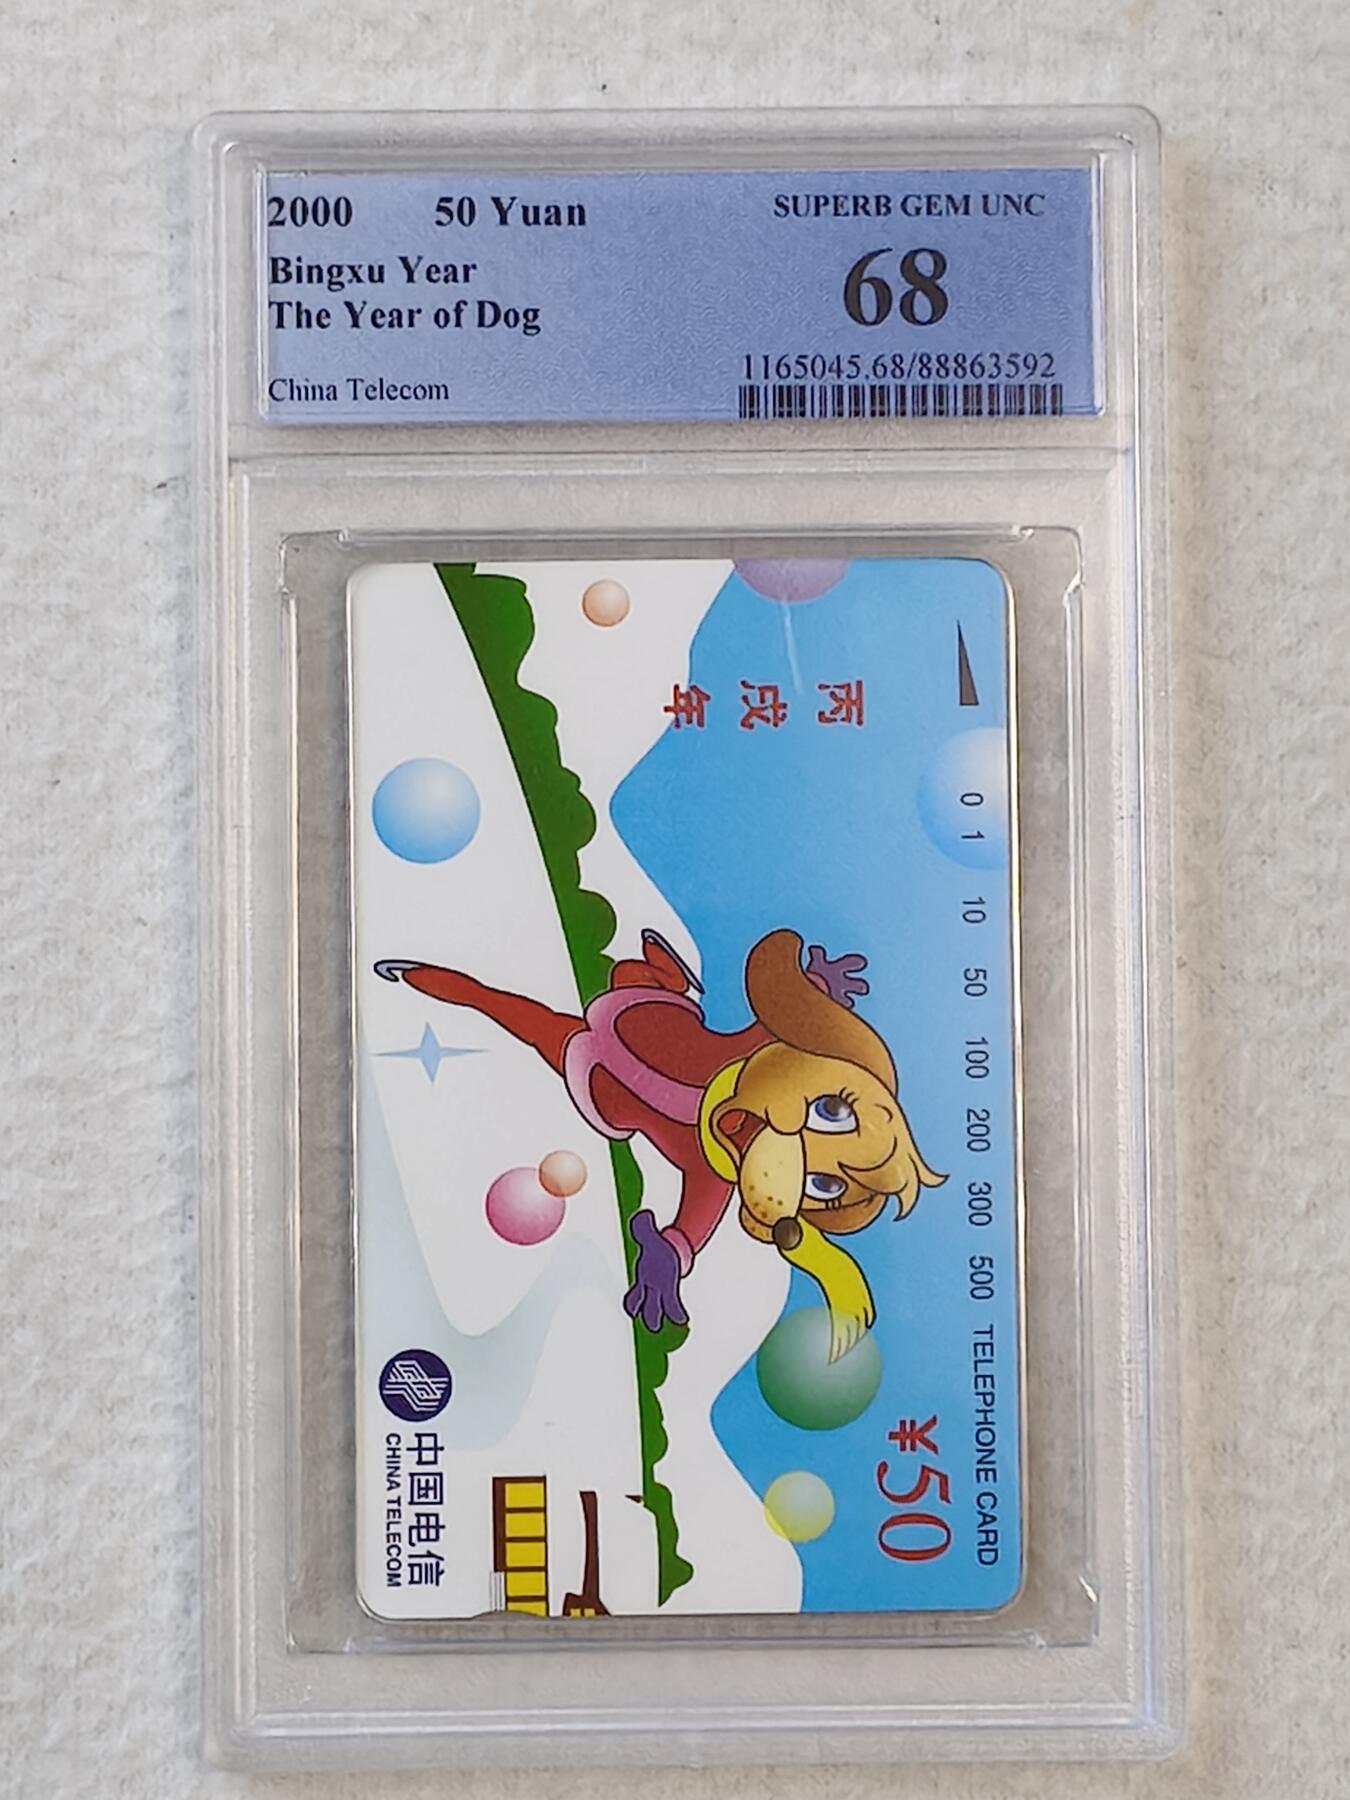 2000 50 Yuan
Bingxu Year
The Year of Dog
China Telecom
SUPERB GEM UNC
68
1165045.68/88863592
0 1 10 50 100 200 300 500 TELEPHONE CARD
¥50
丙戌年
中国电信
CHINA TELECOM